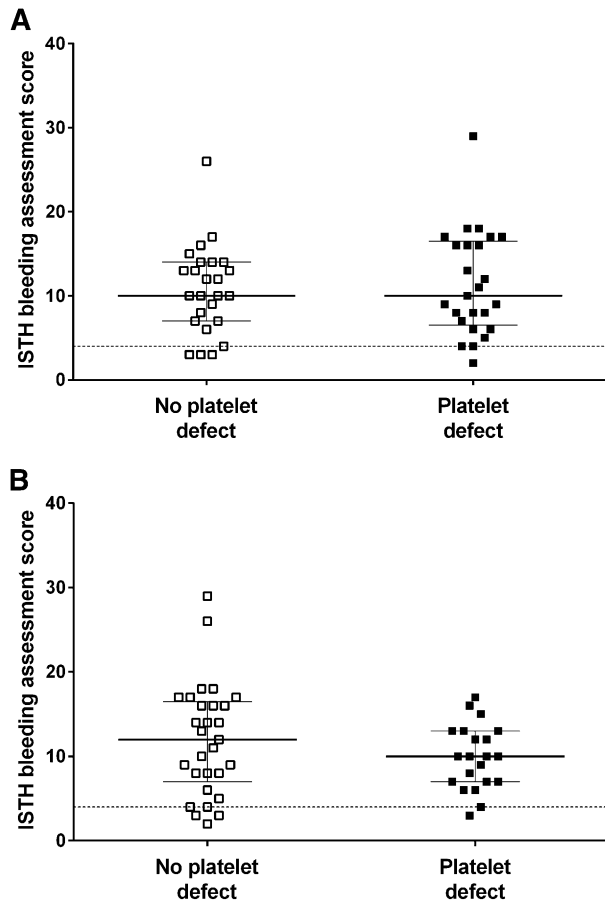 A
ISTH bleeding assessment score
40
30
20
10
0
No platelet
defect
Platelet
defect
B
ISTH bleeding assessment score
40
30
20
10
0
No platelet
defect
Platelet
defect